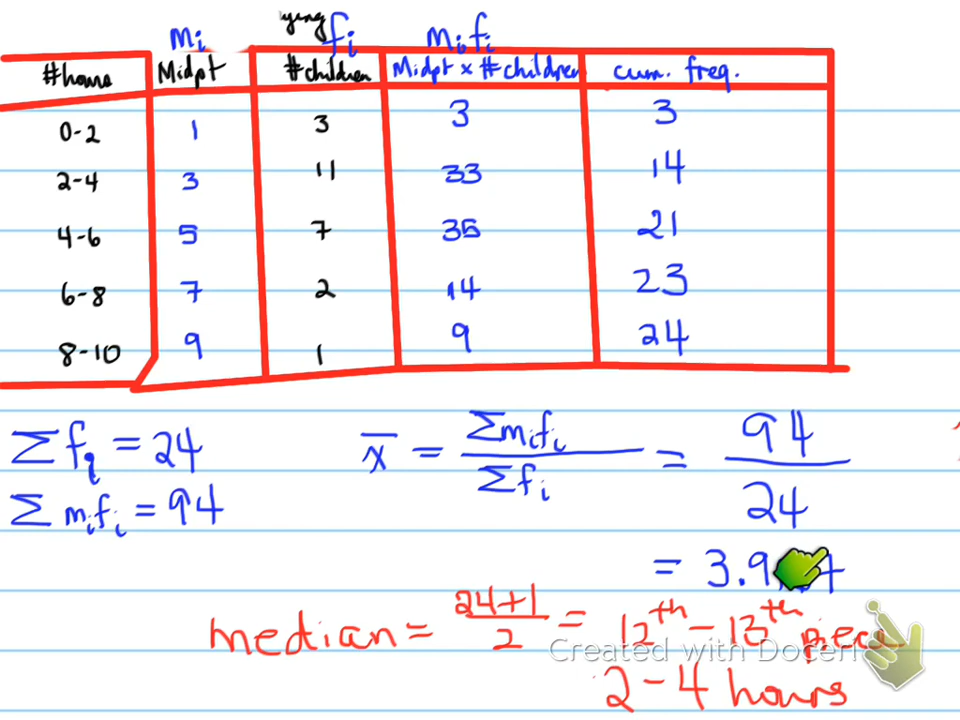 mᵢ fᵢ mᵢfᵢ
#hours Midpt #children Midpt x #children cum. freq.
0-2 1 3 3 3
2-4 3 11 33 14
4-6 5 7 35 21
6-8 7 2 14 23
8-10 9 1 9 24
Σfᵢ = 24 x̄ = Σmᵢfᵢ / Σfᵢ = 94 / 24
Σmᵢfᵢ = 94
= 3.9
median = 24+1 / 2 = 12th - 13th
Created with Doceri
2-4 hours